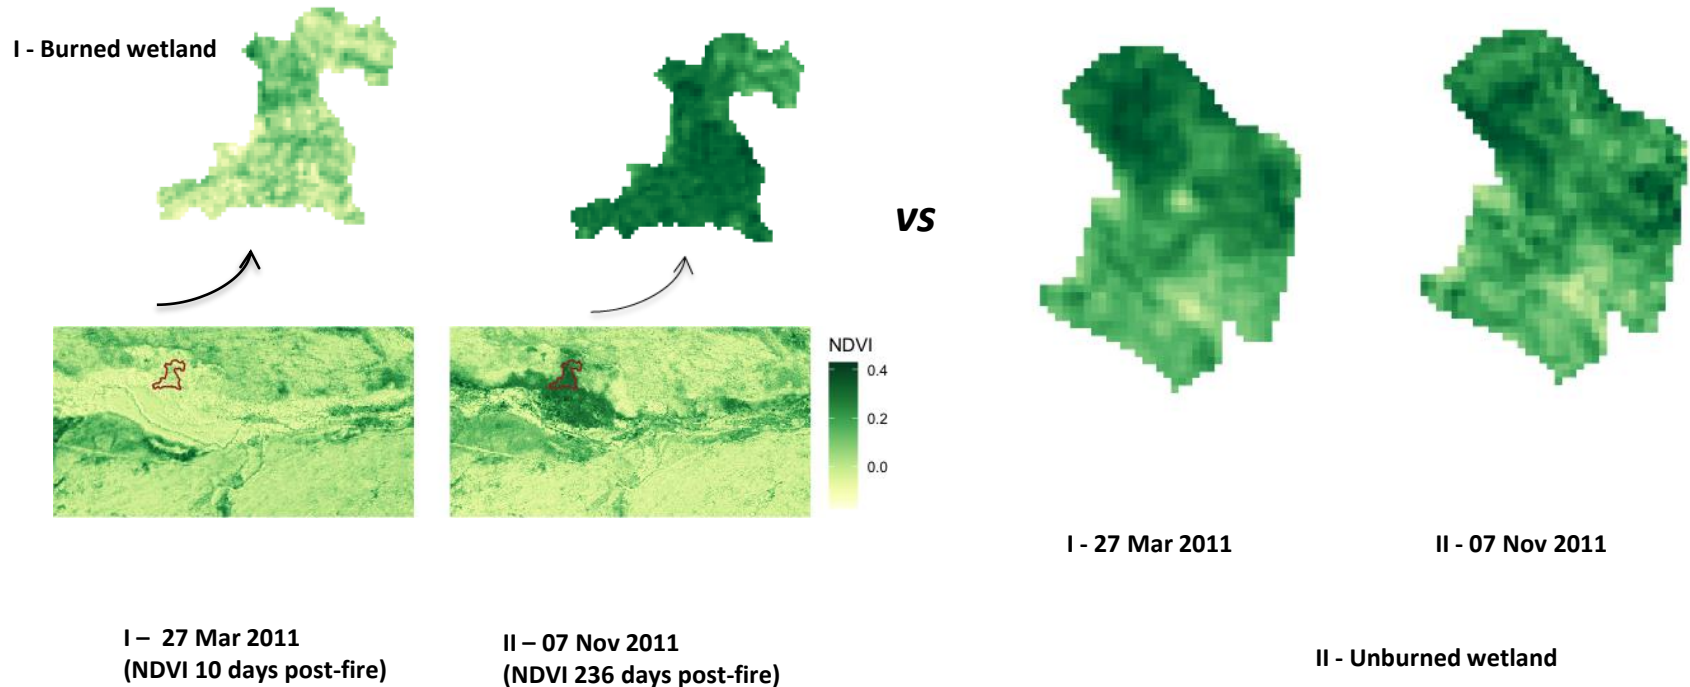 I - Burned wetland
vs
NDVI
0.4
0.2
0.0
I - 27 Mar 2011
II - 07 Nov 2011
I – 27 Mar 2011
(NDVI 10 days post-fire)
II – 07 Nov 2011
(NDVI 236 days post-fire)
II - Unburned wetland